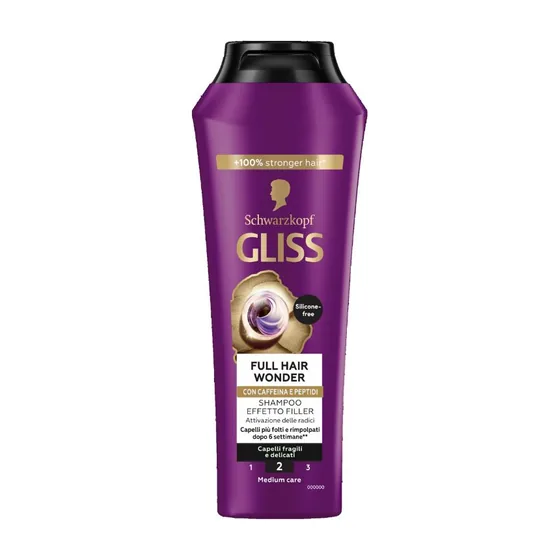 +100% stronger hair*
Schwarzkopf
GLISS
Silicone-
free
FULL HAIR
WONDER
CON CAFFEINA E PEPTIDI
SHAMPOO
EFFETTO FILLER
Attivazione delle radici
Capelli più folti e rimpolpati
dopo 6 settimane**
Capelli fragili
e delicati
1 2 3
Medium care
000000